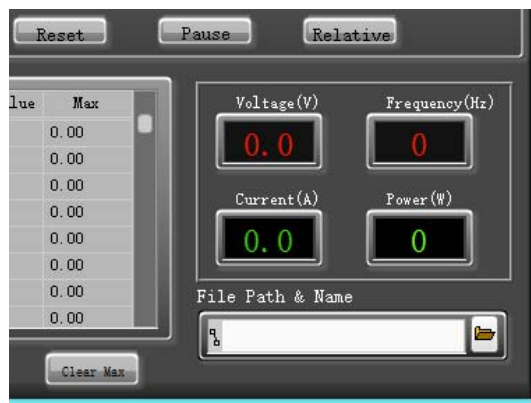 Reset Pause Relative
lue Max
0.00
0.00
0.00
0.00
0.00
0.00
0.00
0.00
Voltage(V) Frequency(Hz)
0.0 0
Current(A) Power(W)
0.0 0
File Path & Name
Clear Max